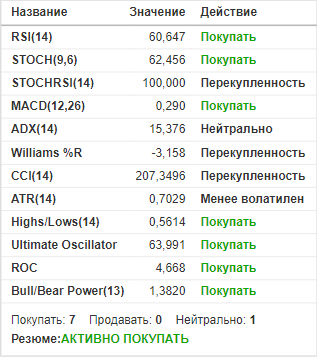 Название Значение Действие
RSI(14) 60,647 Покупать
STOCH(9,6) 62,456 Покупать
STOCHRSI(14) 100,000 Перекупленность
MACD(12,26) 0,290 Покупать
ADX(14) 15,376 Нейтрально
Williams %R -3,158 Перекупленность
CCI(14) 207,3496 Перекупленность
ATR(14) 0,7029 Менее волатилен
Highs/Lows(14) 0,5614 Покупать
Ultimate Oscillator 63,991 Покупать
ROC 4,668 Покупать
Bull/Bear Power(13) 1,3820 Покупать
Покупать: 7 Продавать: 0 Нейтрально: 1
Резюме:АКТИВНО ПОКУПАТЬ